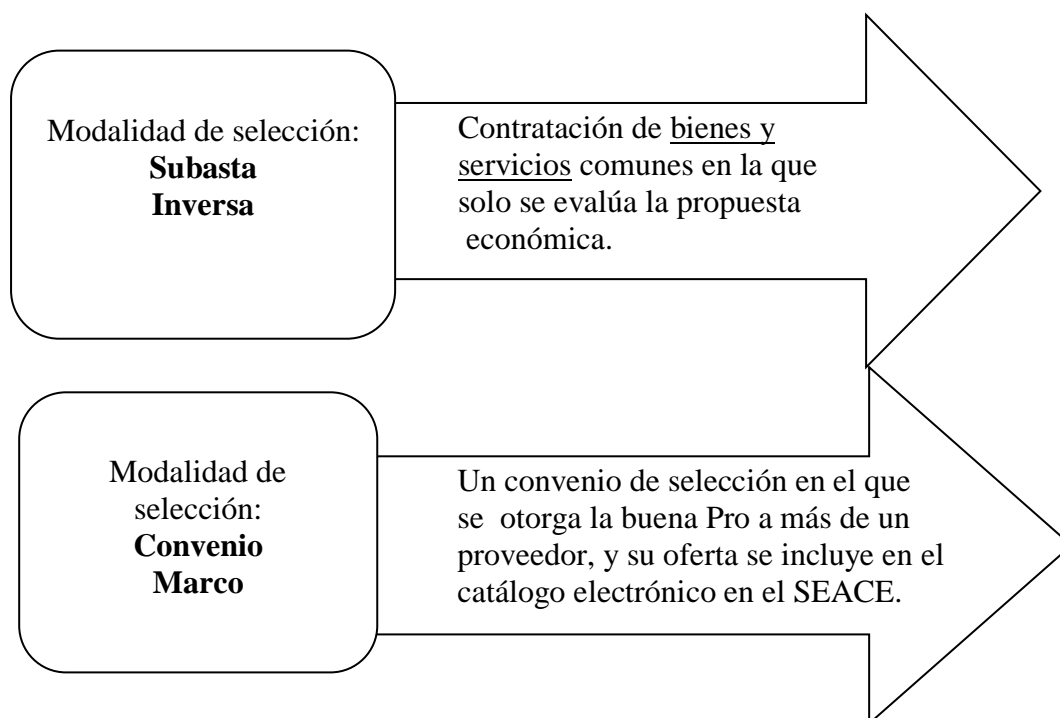 Modalidad de selección:
Subasta
Inversa
Contratación de bienes y
servicios comunes en la que
solo se evalúa la propuesta
económica.
Modalidad de
selección:
Convenio
Marco
Un convenio de selección en el que
se otorga la buena Pro a más de un
proveedor, y su oferta se incluye en el
catálogo electrónico en el SEACE.